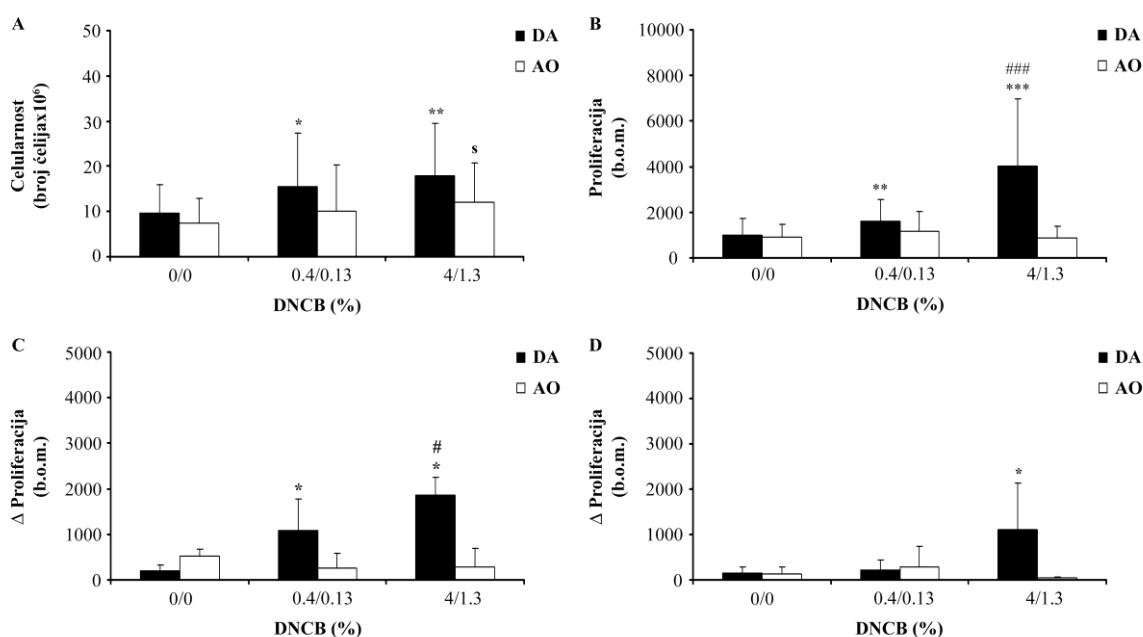 A
50
40
30
20
10
0
Celularnost
(broj ćelijax10⁶)
DA
AO
*
**
s
0/0
0.4/0.13
4/1.3
DNCB (%)
B
10000
8000
6000
4000
2000
0
Proliferacija
(b.o.m.)
DA
AO
**
###
***
0/0
0.4/0.13
4/1.3
DNCB (%)
C
5000
4000
3000
2000
1000
0
Δ Proliferacija
(b.o.m.)
DA
AO
*
#
*
0/0
0.4/0.13
4/1.3
DNCB (%)
D
5000
4000
3000
2000
1000
0
Δ Proliferacija
(b.o.m.)
DA
AO
*
0/0
0.4/0.13
4/1.3
DNCB (%)